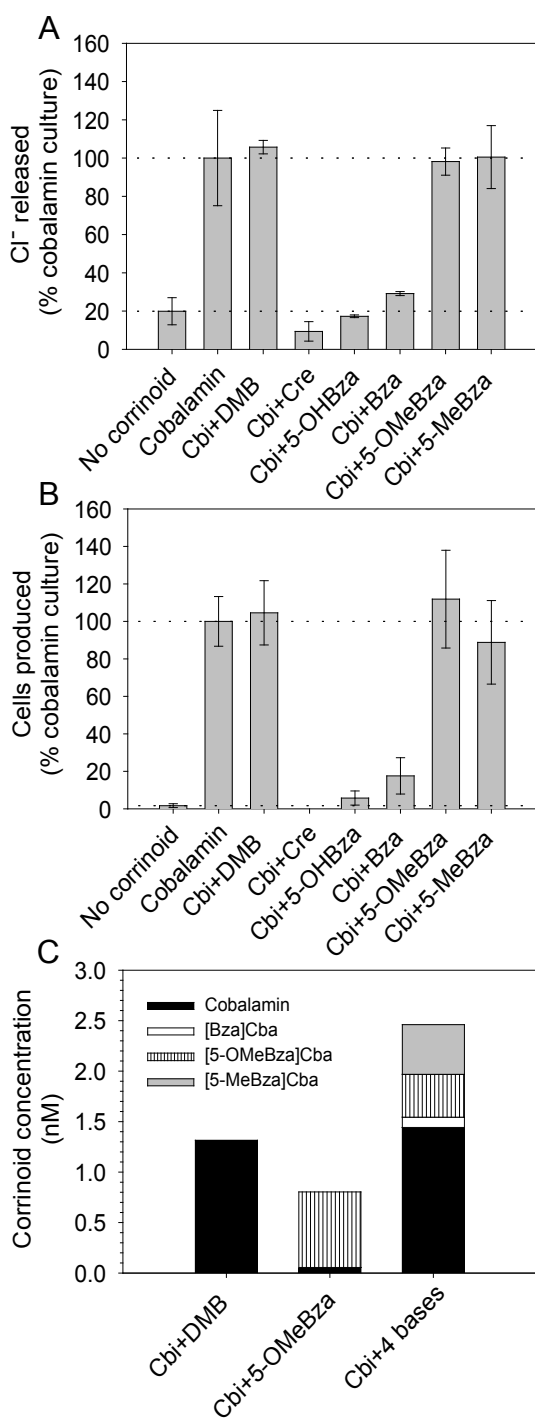 A
Cl⁻ released
(% cobalamin culture)
160
140
120
100
80
60
40
20
0
No corrinoid
Cobalamin
Cbi+DMB
Cbi+Cre
Cbi+5-OHBza
Cbi+Bza
Cbi+5-OMeBza
Cbi+5-MeBza
B
Cells produced
(% cobalamin culture)
160
140
120
100
80
60
40
20
0
No corrinoid
Cobalamin
Cbi+DMB
Cbi+Cre
Cbi+5-OHBza
Cbi+Bza
Cbi+5-OMeBza
Cbi+5-MeBza
C
Corrinoid concentration
(nM)
3.0
2.5
2.0
1.5
1.0
0.5
0.0
Cobalamin
[Bza]Cba
[5-OMeBza]Cba
[5-MeBza]Cba
Cbi+DMB
Cbi+5-OMeBza
Cbi+4 bases